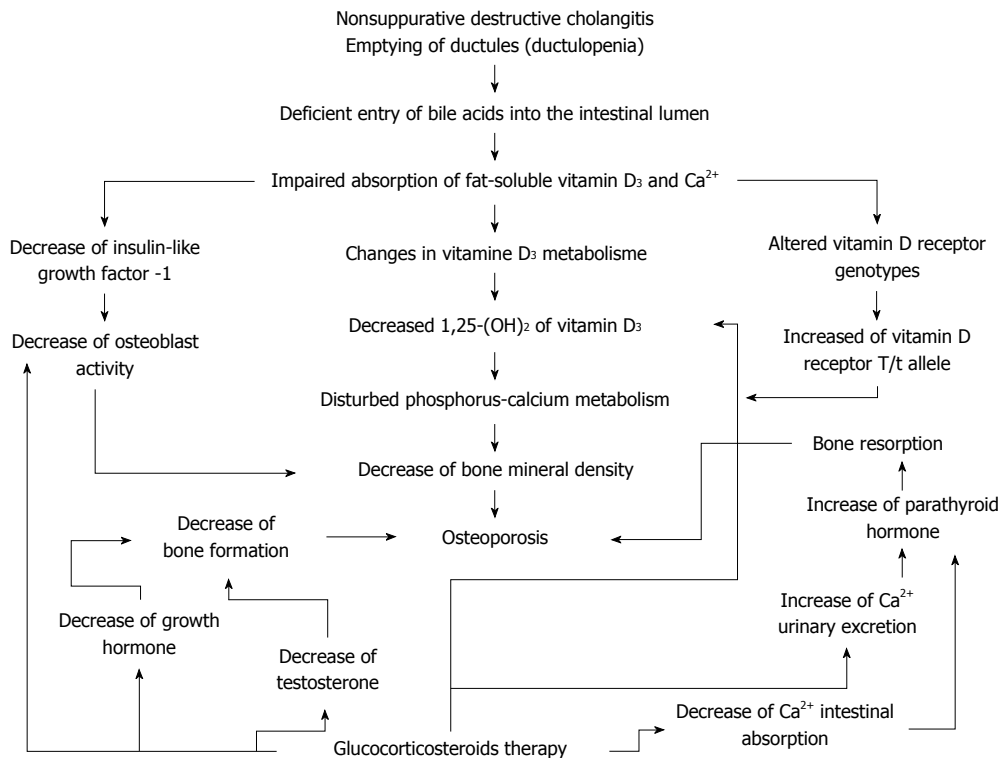 Nonsuppurative destructive cholangitis
Emptying of ductules (ductulopenia)
Deficient entry of bile acids into the intestinal lumen
Impaired absorption of fat-soluble vitamin D₃ and Ca²⁺
Decrease of insulin-like
growth factor -1
Changes in vitamine D₃ metabolisme
Altered vitamin D receptor
genotypes
Decrease of osteoblast
activity
Decreased 1,25-(OH)₂ of vitamin D₃
Increased of vitamin D
receptor T/t allele
Disturbed phosphorus-calcium metabolism
Decrease of bone mineral density
Bone resorption
Decrease of
bone formation
Osteoporosis
Increase of parathyroid
hormone
Decrease of growth
hormone
Decrease of
testosterone
Increase of Ca²⁺
urinary excretion
Decrease of Ca²⁺ intestinal
absorption
Glucocorticosteroids therapy